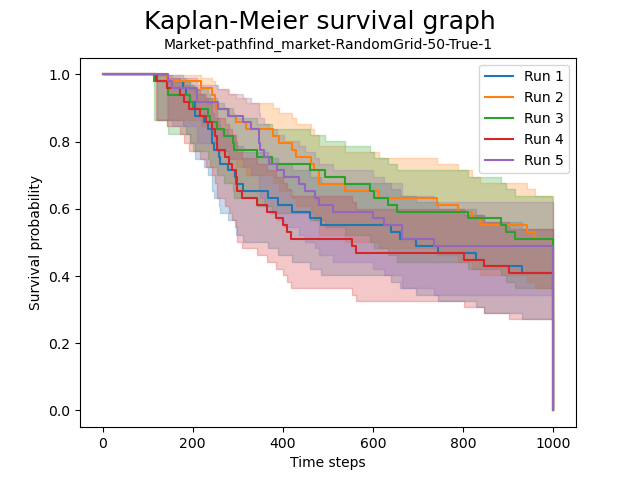 Kaplan-Meier survival graph
Market-pathfind_market-RandomGrid-50-True-1
Run 1
Run 2
Run 3
Run 4
Run 5
Survival probability
1.0
0.8
0.6
0.4
0.2
0.0
0 200 400 600 800 1000
Time steps